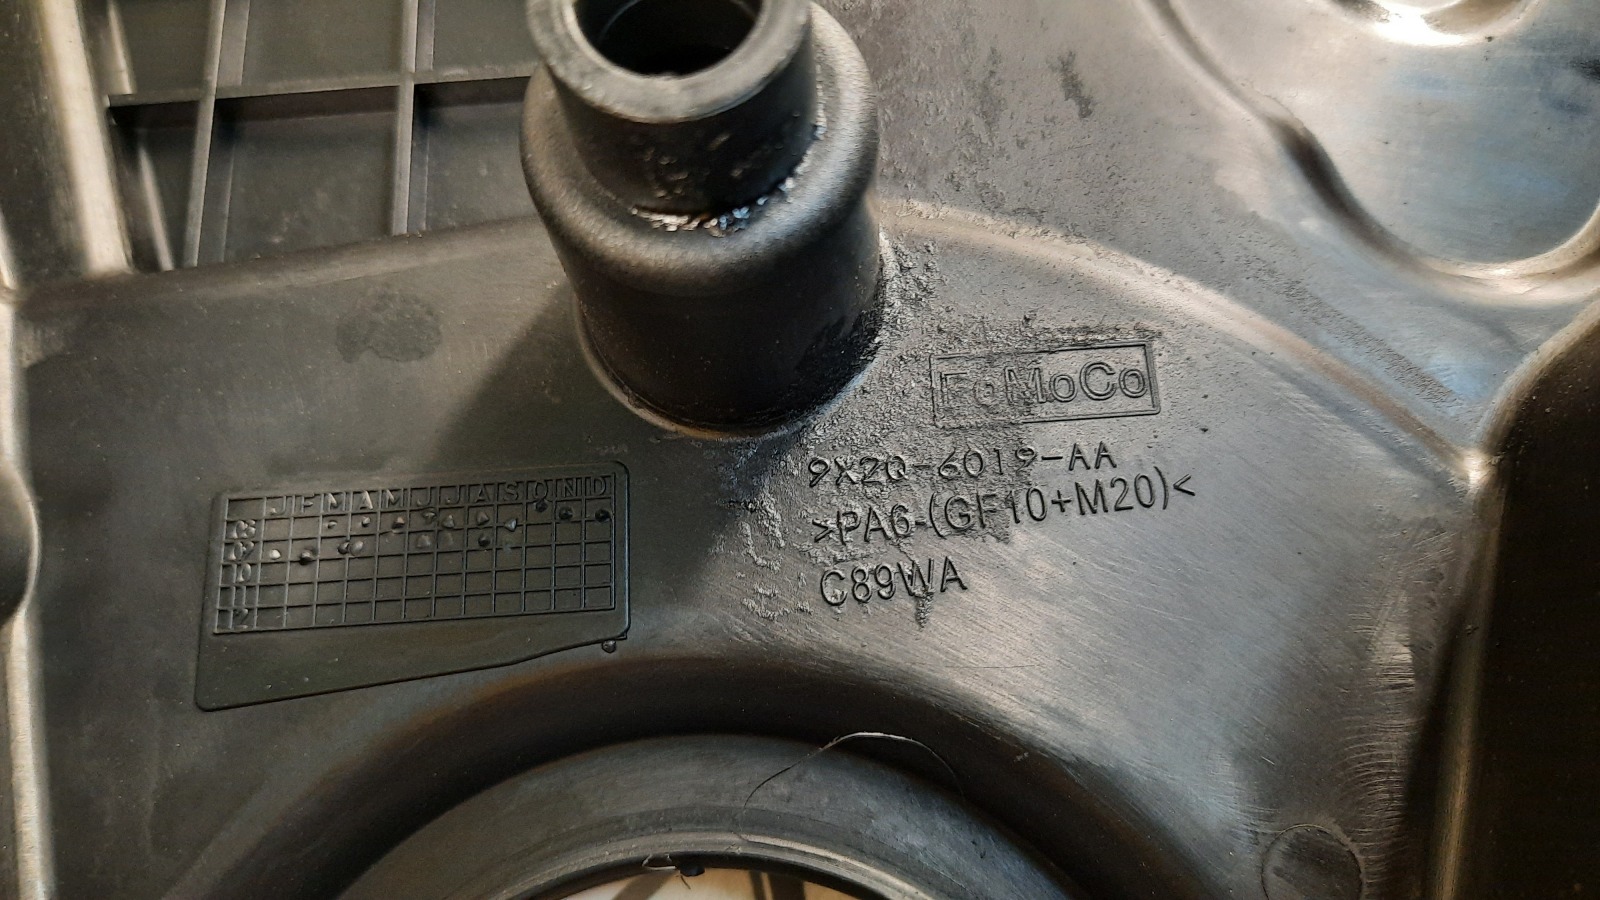 FoMoCo
9X2Q-6019-AA
>PA6-(GF10+M20)<
C89WA
J F M A M J J A S O N D